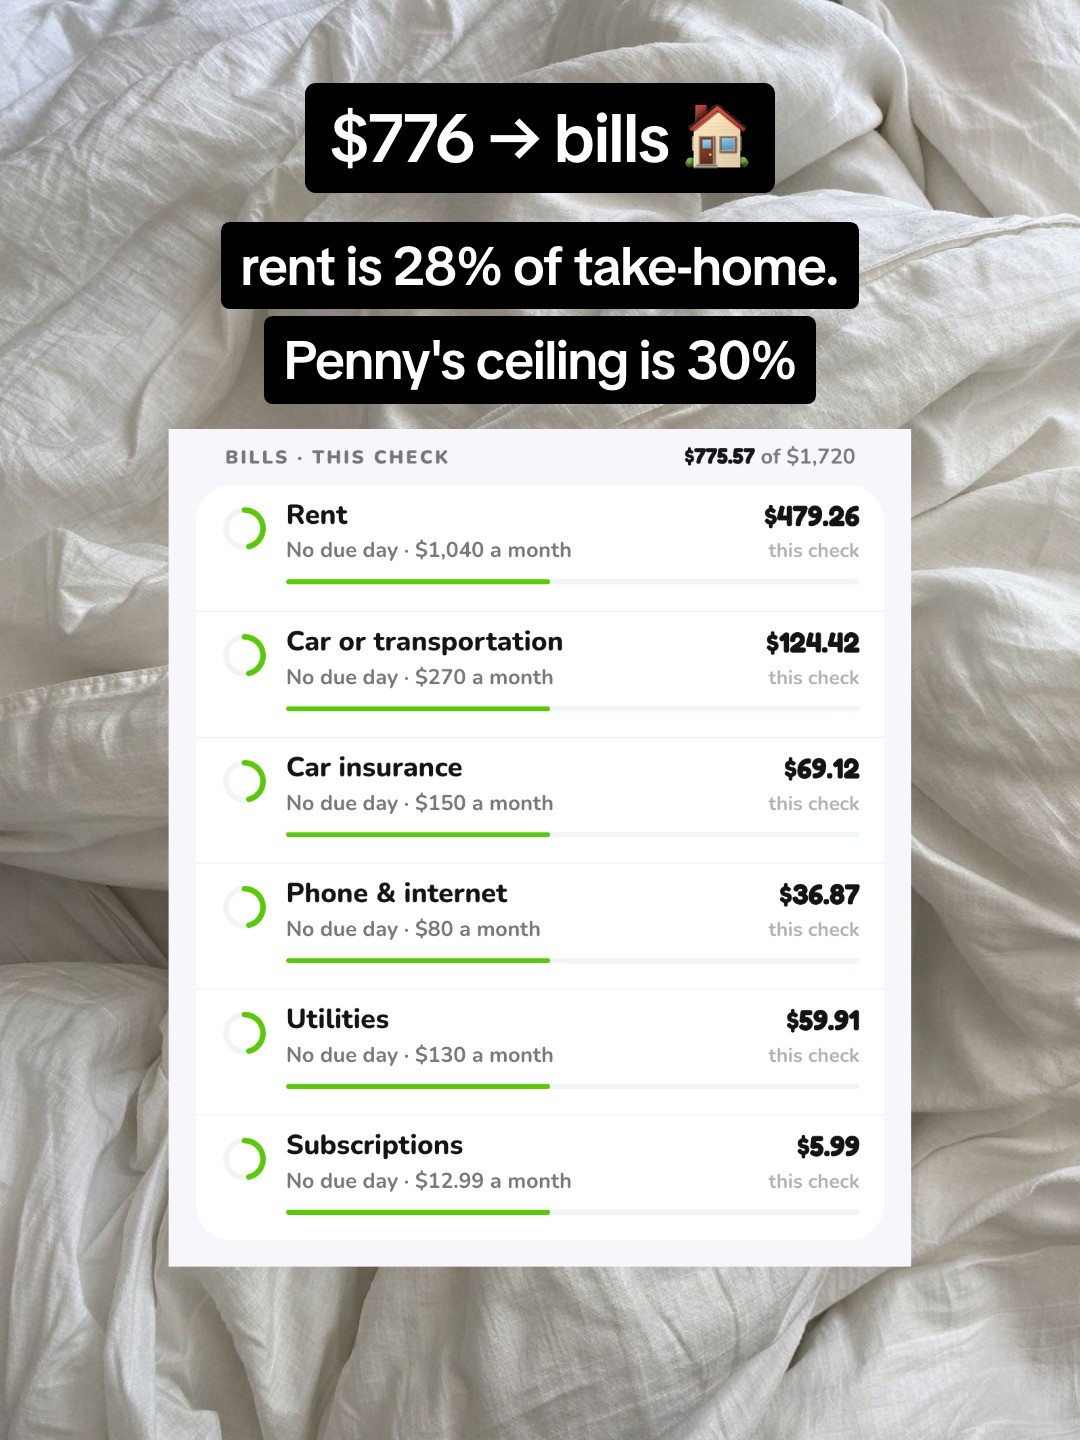 $776 → bills 🏠
rent is 28% of take-home.
Penny's ceiling is 30%
BILLS · THIS CHECK
$775.57 of $1,720
Rent
$479.26
No due day · $1,040 a month
this check
Car or transportation
$124.42
No due day · $270 a month
this check
Car insurance
$69.12
No due day · $150 a month
this check
Phone & internet
$36.87
No due day · $80 a month
this check
Utilities
$59.91
No due day · $130 a month
this check
Subscriptions
$5.99
No due day · $12.99 a month
this check